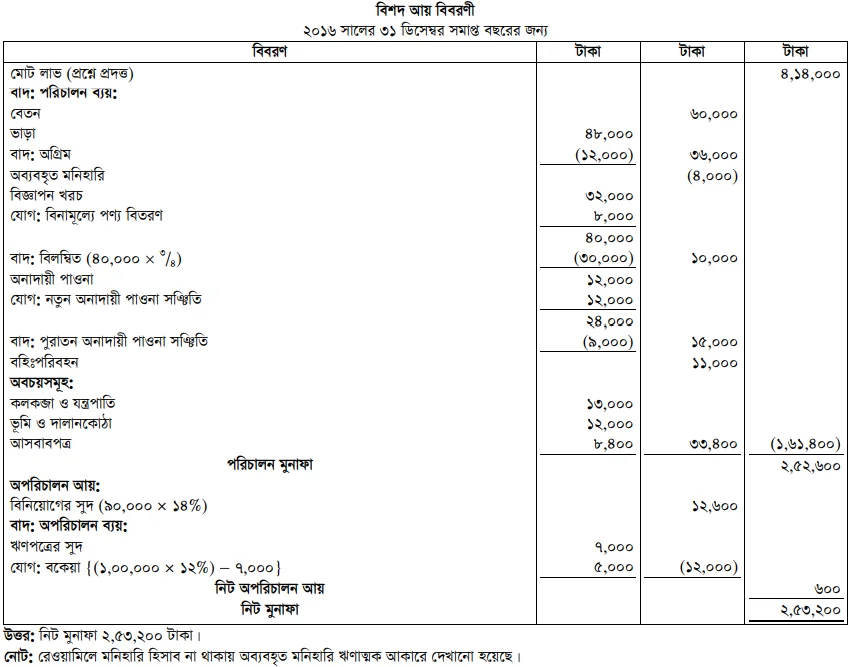 বিশদ আয় বিবরণী
২০১৬ সালের ৩১ ডিসেম্বর সমাপ্ত বছরের জন্য
বিবরণ টাকা টাকা টাকা
মোট লাভ (প্রশ্নে প্রদত্ত) ৪,১৪,০০০
বাদ: পরিচালন ব্যয়:
বেতন ৬০,০০০
ভাড়া ৪৮,০০০
বাদ: অগ্রিম (১২,০০০) ৩৬,০০০
অব্যবহৃত মনিহারি (৪,০০০)
বিজ্ঞাপন খরচ ৩২,০০০
যোগ: বিনামূল্যে পণ্য বিতরণ ৮,০০০
৪০,০০০
বাদ: বিলম্বিত (৪০,০০০ × ৩/৪) (৩০,০০০) ১০,০০০
অনাদায়ী পাওনা ১২,০০০
যোগ: নতুন অনাদায়ী পাওনা সঞ্চিতি ১২,০০০
২৪,০০০
বাদ: পুরাতন অনাদায়ী পাওনা সঞ্চিতি (৯,০০০) ১৫,০০০
বহিঃপরিবহন ১১,০০০
অবচয়সমূহ:
কলকজা ও যন্ত্রপাতি ১৩,০০০
ভূমি ও দালানকোঠা ১২,০০০
আসবাবপত্র ৮,৪০০ ৩৩,৪০০ (১,৬১,৪০০)
পরিচালন মুনাফা ২,৫২,৬০০
অপরিচালন আয়:
বিনিয়োগের সুদ (৯০,০০০ × ১৪%) ১২,৬০০
বাদ: অপরিচালন ব্যয়:
ঋণপত্রের সুদ ৭,০০০
যোগ: বকেয়া {(১,০০,০০০ × ১২%) – ৭,০০০} ৫,০০০ (১২,০০০)
নিট অপরিচালন আয় ৬০০
নিট মুনাফা ২,৫৩,২০০
উত্তর: নিট মুনাফা ২,৫৩,২০০ টাকা।
নোট: রেওয়ামিলে মনিহারি হিসাব না থাকায় অব্যবহৃত মনিহারি ঋণাত্মক আকারে দেখানো হয়েছে।